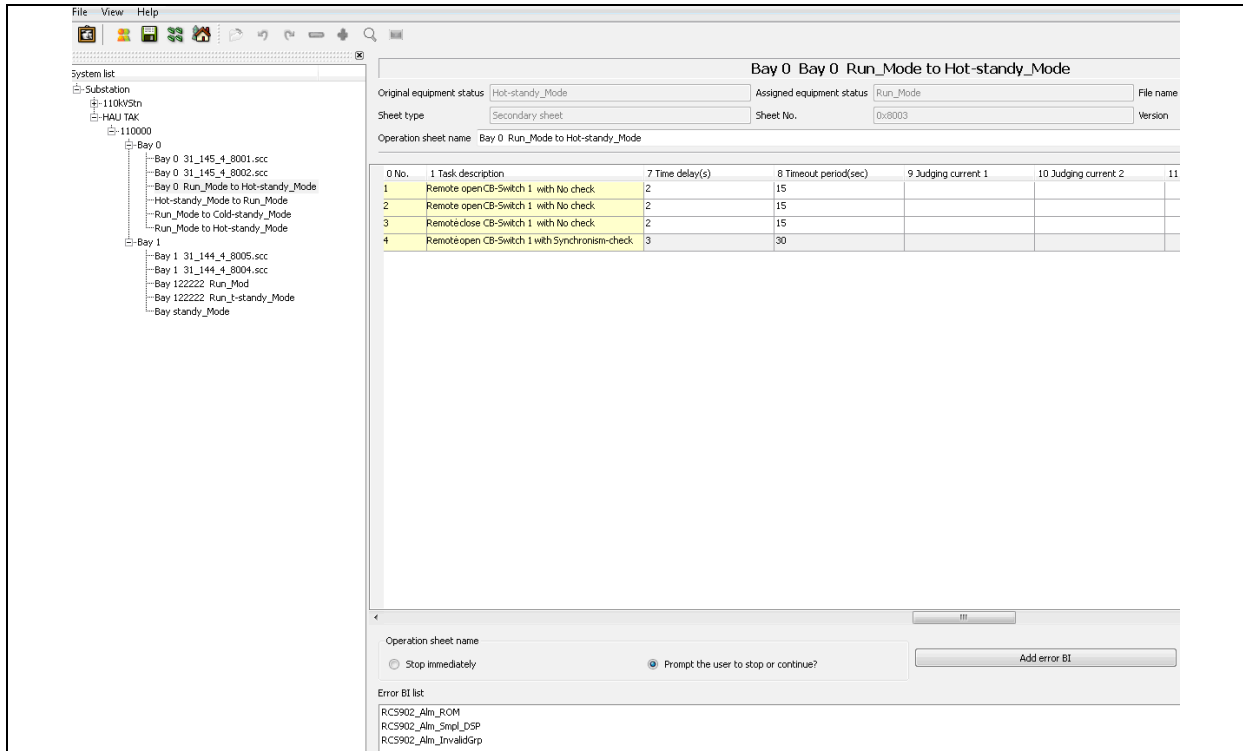 File View Help
System list
Substation
110kVStn
HAU TAK
110000
Bay 0
Bay 0 31_145_4_8001.scc
Bay 0 31_145_4_8002.scc
Bay 0 Run_Mode to Hot-standy_Mode
Hot-standy_Mode to Run_Mode
Run_Mode to Cold-standy_Mode
Run_Mode to Hot-standy_Mode
Bay 1
Bay 1 31_144_4_8005.scc
Bay 1 31_144_4_8004.scc
Bay 122222 Run_Mod
Bay 122222 Run_t-standy_Mode
Bay standy_Mode
Bay 0 Bay 0 Run_Mode to Hot-standy_Mode
Original equipment status Hot-standy_Mode Assigned equipment status Run_Mode File name
Sheet type Secondary sheet Sheet No. 0x8003 Version
Operation sheet name Bay 0 Run_Mode to Hot-standy_Mode
0 No. 1 Task description 7 Time delay(s) 8 Timeout period(sec) 9 Judging current 1 10 Judging current 2 11
1 Remote open CB-Switch 1 with No check 2 15
2 Remote open CB-Switch 1 with No check 2 15
3 Remote close CB-Switch 1 with No check 2 15
4 Remote open CB-Switch 1 with Synchronism-check 3 30
Operation sheet name
Stop immediately Prompt the user to stop or continue? Add error BI
Error BI list
RCS902_Alm_ROM
RCS902_Alm_Smpl_DSP
RCS902_Alm_InvalidGrp